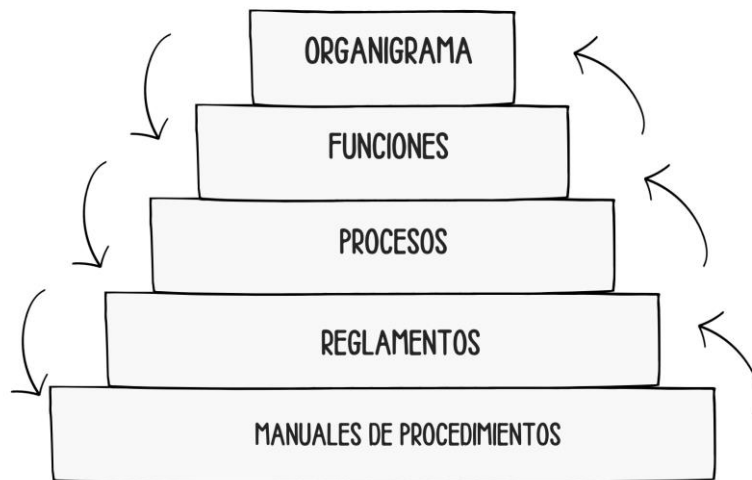 ORGANIGRAMA
FUNCIONES
PROCESOS
REGLAMENTOS
MANUALES DE PROCEDIMIENTOS